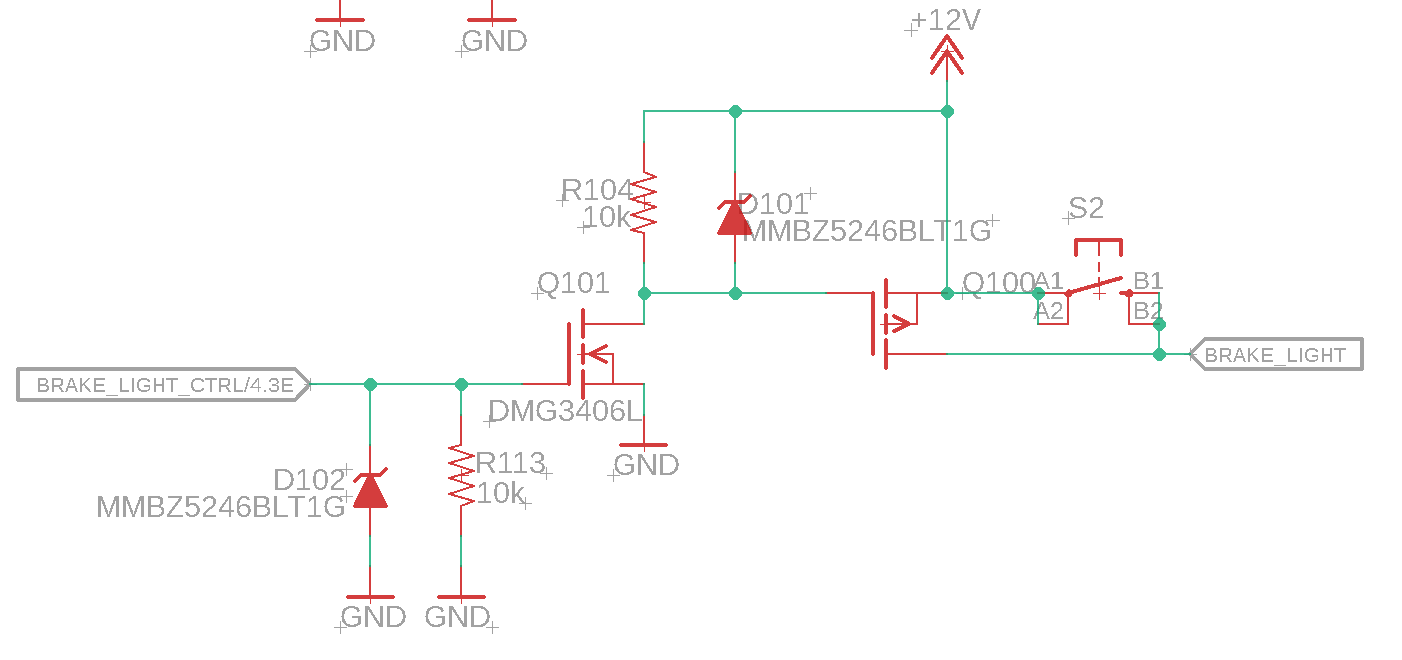 GND
GND
+12V
R104
10k
D101
MMBZ5246BLT1G
S2
Q101
Q100
A1
B1
A2
B2
BRAKE_LIGHT
BRAKE_LIGHT_CTRL/4.3E
DMG3406L
GND
R113
10k
D102
MMBZ5246BLT1G
GND
GND